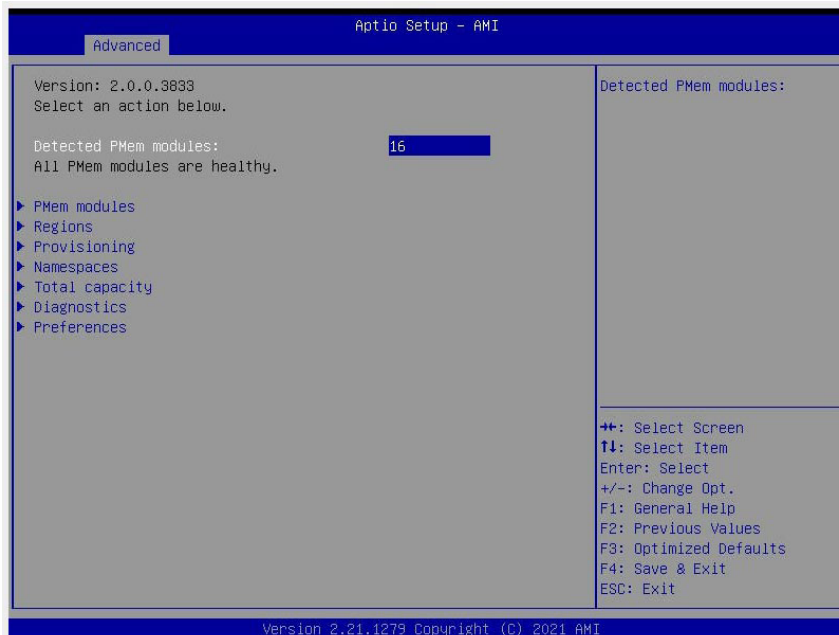 Aptio Setup - AMI
Advanced
Version: 2.0.0.3833
Select an action below.
Detected PMem modules: 16
All PMem modules are healthy.
PMem modules
Regions
Provisioning
Namespaces
Total capacity
Diagnostics
Preferences
Detected PMem modules:
→←: Select Screen
↑↓: Select Item
Enter: Select
+/-: Change Opt.
F1: General Help
F2: Previous Values
F3: Optimized Defaults
F4: Save & Exit
ESC: Exit
Version 2.21.1279 Copyright (C) 2021 AMI